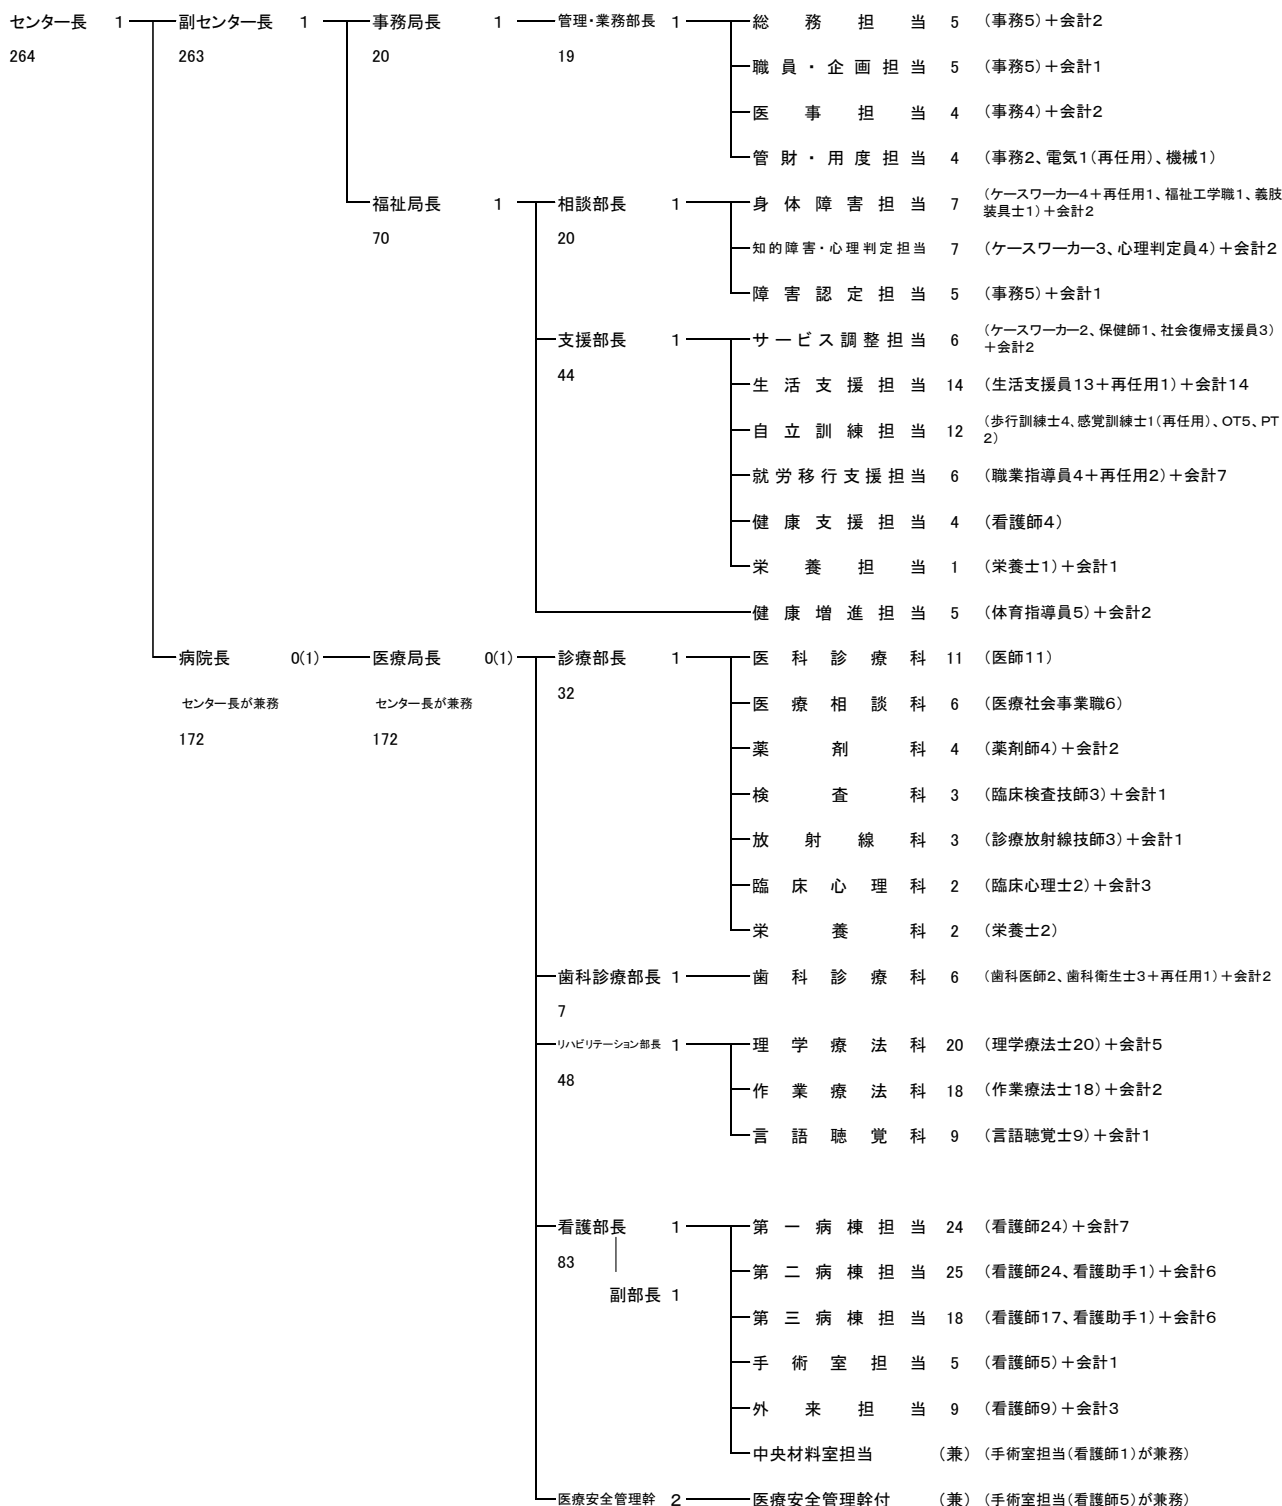 センター長 1 副センター長 1 事務局長 1 管理・業務部長 1 総務担当 5 (事務5)+会計2
264 263 20 19
職員・企画担当 5 (事務5)+会計1
医事担当 4 (事務4)+会計2
管財・用度担当 4 (事務2、電気1(再任用)、機械1)
福祉局長 1 相談部長 1 身体障害担当 7 (ケースワーカー4+再任用1、福祉工学職1、義肢
装具士1)+会計2
70 20
知的障害・心理判定担当 7 (ケースワーカー3、心理判定員4)+会計2
障害認定担当 5 (事務5)+会計1
支援部長 1 サービス調整担当 6 (ケースワーカー2、保健師1、社会復帰支援員3)
+会計2
44
生活支援担当 14 (生活支援員13+再任用1)+会計14
自立訓練担当 12 (歩行訓練士4、感覚訓練士1(再任用)、OT5、PT
2)
就労移行支援担当 6 (職業指導員4+再任用2)+会計7
健康支援担当 4 (看護師4)
栄養担当 1 (栄養士1)+会計1
健康増進担当 5 (体育指導員5)+会計2
病院長 0(1) 医療局長 0(1) 診療部長 1 医科診療科 11 (医師11)
32
センター長が兼務 センター長が兼務 医療相談科 6 (医療社会事業職6)
172 172 薬剤科 4 (薬剤師4)+会計2
検査科 3 (臨床検査技師3)+会計1
放射線科 3 (診療放射線技師3)+会計1
臨床心理科 2 (臨床心理士2)+会計3
栄養科 2 (栄養士2)
歯科診療部長 1 歯科診療科 6 (歯科医師2、歯科衛生士3+再任用1)+会計2
7
リハビリテーション部長 1 理学療法科 20 (理学療法士20)+会計5
48
作業療法科 18 (作業療法士18)+会計2
言語聴覚科 9 (言語聴覚士9)+会計1
看護部長 1 第一病棟担当 24 (看護師24)+会計7
83
第二病棟担当 25 (看護師24、看護助手1)+会計6
副部長 1
第三病棟担当 18 (看護師17、看護助手1)+会計6
手術室担当 5 (看護師5)+会計1
外来担当 9 (看護師9)+会計3
中央材料室担当 (兼) (手術室担当(看護師1)が兼務)
医療安全管理幹 2 医療安全管理幹付 (兼) (手術室担当(看護師5)が兼務)